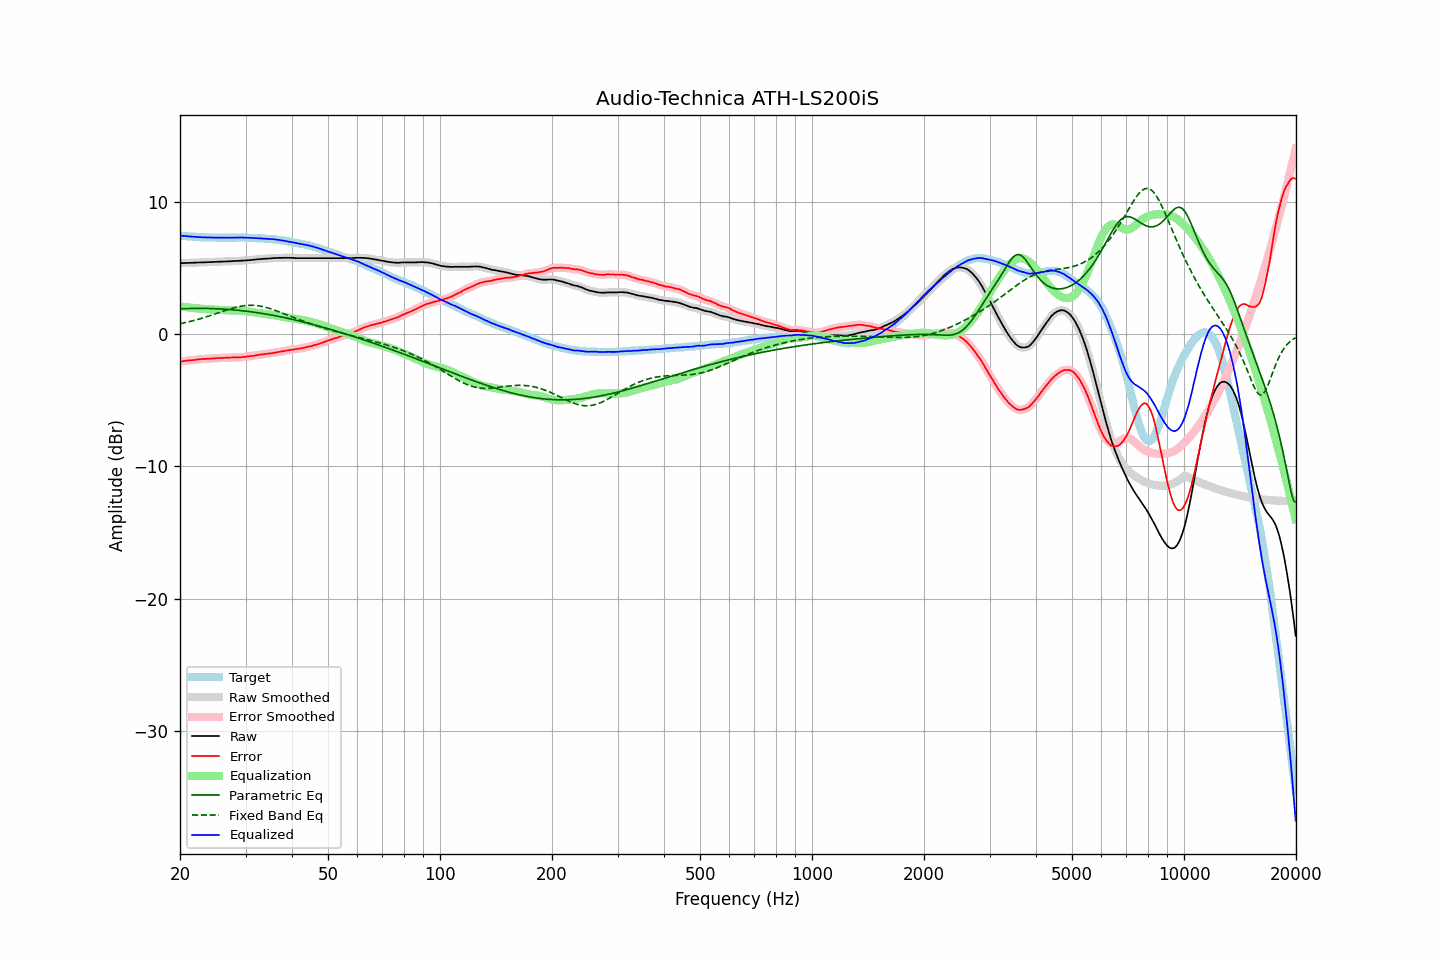 Audio-Technica ATH-LS200iS
Amplitude (dBr)
10
0
−10
−20
−30
Target
Raw Smoothed
Error Smoothed
Raw
Error
Equalization
Parametric Eq
Fixed Band Eq
Equalized
20 50 100 200 500 1000 2000 5000 10000 20000
Frequency (Hz)